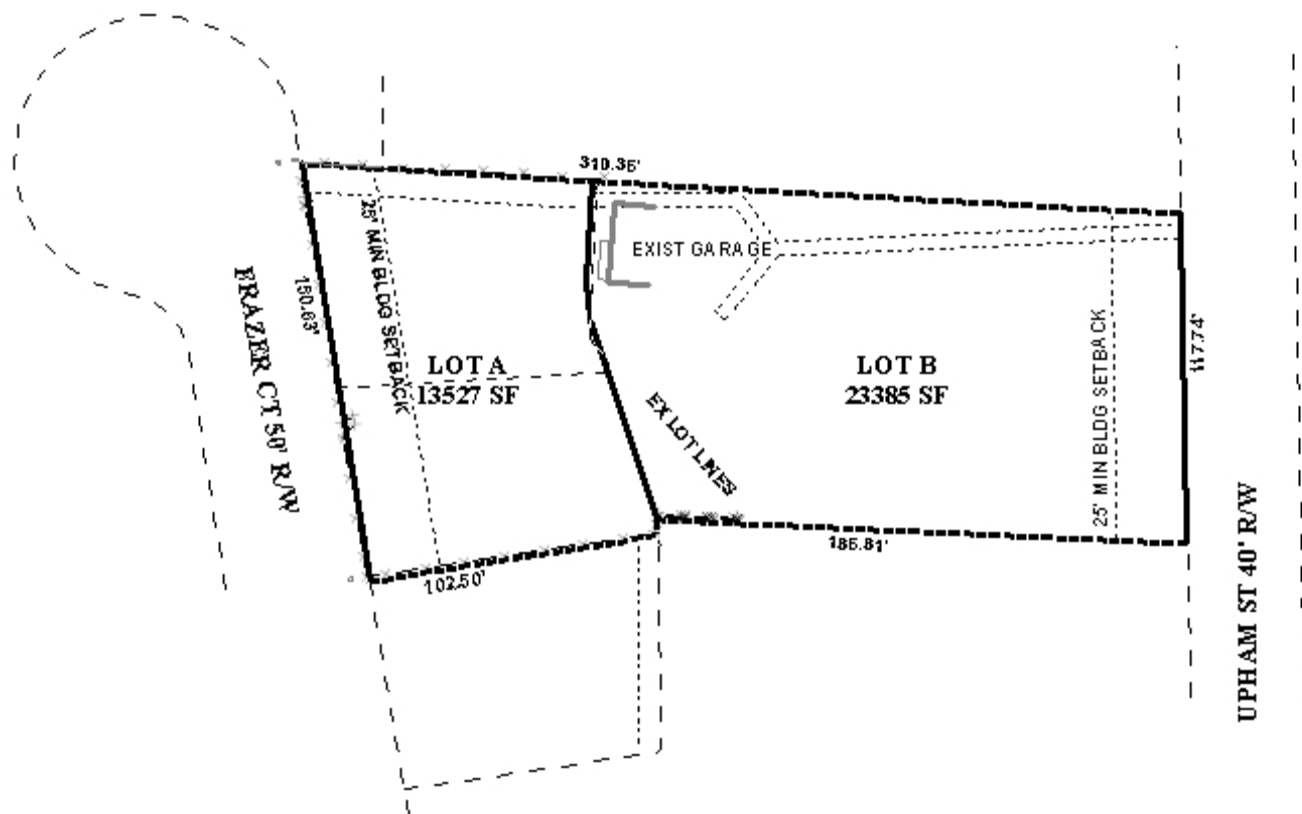 310.36'
25' MIN BLDG SETBACK
EXIST GARAGE
FRAZER CT 50' R/W
150.63'
LOT A
13527 SF
LOT B
23385 SF
EX LOT LINES
25' MIN BLDG SETBACK
117.74'
185.81'
102.50'
UPHAM ST 40' R/W